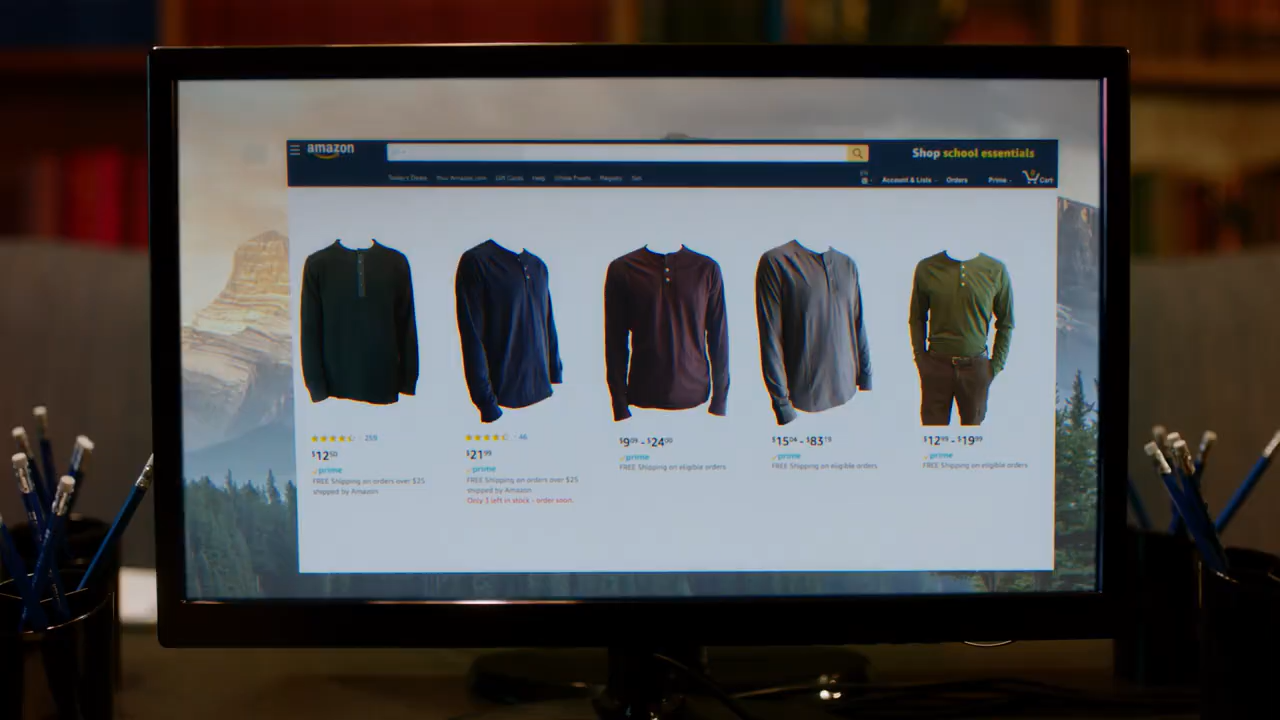 amazon
Shop school essentials
Today's Deals Your Amazon.com Gift Cards Help Whole Foods Registry Sell
EN
Account & Lists Orders Prime Cart
259
$12 50
prime
FREE Shipping on orders over $25
shipped by Amazon
46
$21 99
prime
FREE Shipping on orders over $25
shipped by Amazon
Only 3 left in stock - order soon.
$9 09 - $24 00
prime
FREE Shipping on eligible orders
$15 04 - $83 19
prime
FREE Shipping on eligible orders
$12 99 - $19 99
prime
FREE Shipping on eligible orders